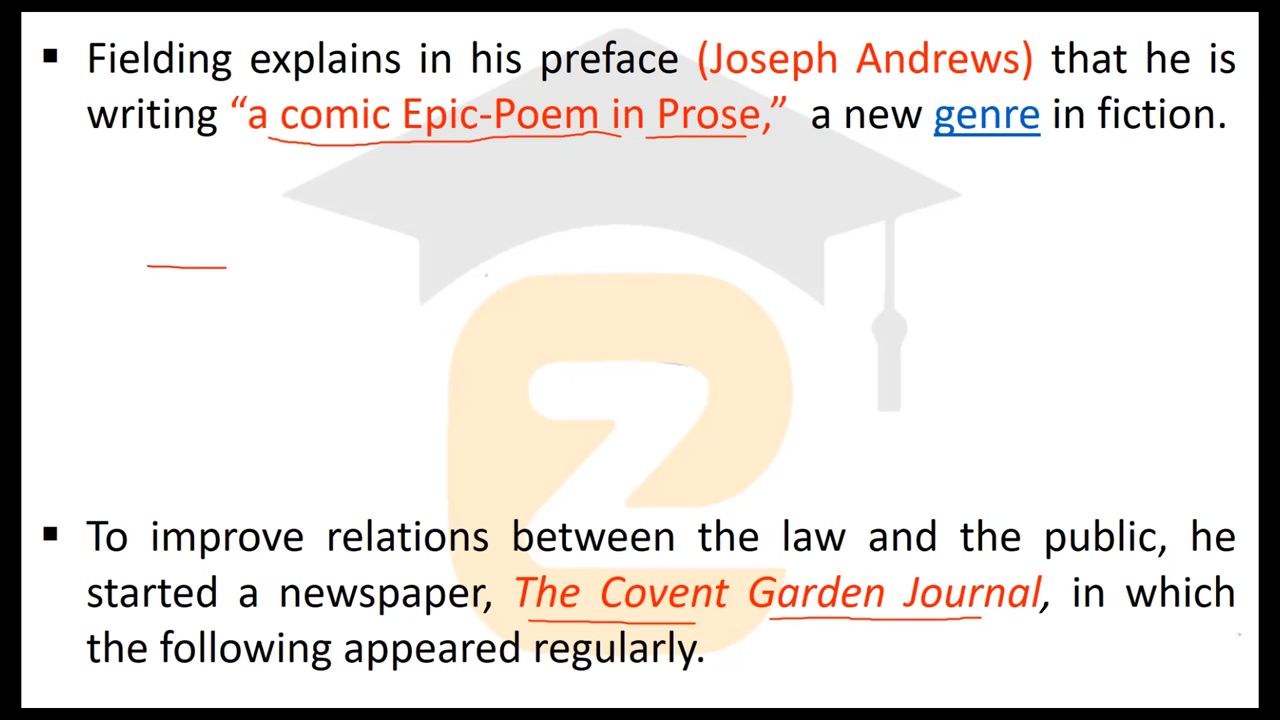 ▪ Fielding explains in his preface (Joseph Andrews) that he is
writing “a comic Epic-Poem in Prose,” a new genre in fiction.
▪ To improve relations between the law and the public, he
started a newspaper, The Covent Garden Journal, in which
the following appeared regularly.